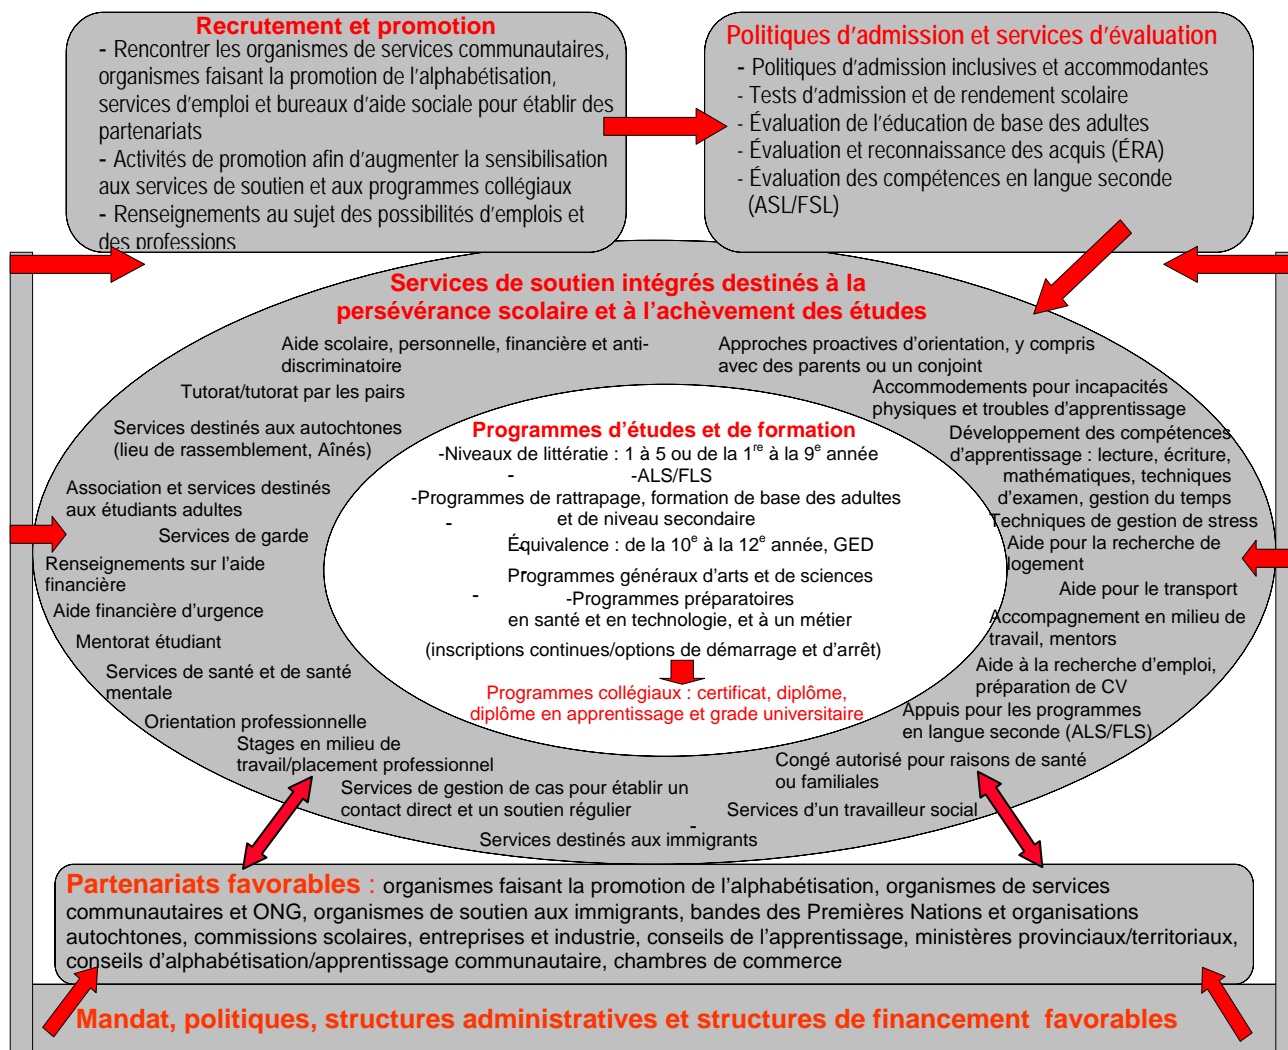 Recrutement et promotion
- Rencontrer les organismes de services communautaires,
organismes faisant la promotion de l'alphabétisation,
services d'emploi et bureaux d'aide sociale pour établir des
partenariats
- Activités de promotion afin d'augmenter la sensibilisation
aux services de soutien et aux programmes collégiaux
- Renseignements au sujet des possibilités d'emplois et
des professions
Politiques d'admission et services d'évaluation
- Politiques d'admission inclusives et accommodantes
- Tests d'admission et de rendement scolaire
- Évaluation de l'éducation de base des adultes
- Évaluation et reconnaissance des acquis (ÉRA)
- Évaluation des compétences en langue seconde
(ASL/FSL)
Services de soutien intégrés destinés à la
persévérance scolaire et à l'achèvement des études
Aide scolaire, personnelle, financière et anti-
discriminatoire
Tutorat/tutorat par les pairs
Services destinés aux autochtones
(lieu de rassemblement, Aînés)
Association et services destinés
aux étudiants adultes
Services de garde
Renseignements sur l'aide
financière
Aide financière d'urgence
Mentorat étudiant
Services de santé et de santé
mentale
Orientation professionnelle
Stages en milieu de
travail/placement professionnel
Services de gestion de cas pour établir un
contact direct et un soutien régulier
Services destinés aux immigrants
-
Approches proactives d'orientation, y compris
avec des parents ou un conjoint
Accommodements pour incapacités
physiques et troubles d'apprentissage
Développement des compétences
d'apprentissage : lecture, écriture,
mathématiques, techniques
d'examen, gestion du temps
Techniques de gestion de stress
Aide pour la recherche de
logement
Aide pour le transport
Accompagnement en milieu de
travail, mentors
Aide à la recherche d'emploi,
préparation de CV
Appuis pour les programmes
en langue seconde (ALS/FLS)
Congé autorisé pour raisons de santé
ou familiales
Services d'un travailleur social
Programmes d'études et de formation
-Niveaux de littératie : 1 à 5 ou de la 1re à la 9e année
- -ALS/FLS
-Programmes de rattrapage, formation de base des adultes
et de niveau secondaire
-
-
Équivalence : de la 10e à la 12e année, GED
-
Programmes généraux d'arts et de sciences
- -Programmes préparatoires
en santé et en technologie, et à un métier
(inscriptions continues/options de démarrage et d'arrêt)
Programmes collégiaux : certificat, diplôme,
diplôme en apprentissage et grade universitaire
Partenariats favorables : organismes faisant la promotion de l'alphabétisation, organismes de services
communautaires et ONG, organismes de soutien aux immigrants, bandes des Premières Nations et organisations
autochtones, commissions scolaires, entreprises et industrie, conseils de l'apprentissage, ministères provinciaux/territoriaux,
conseils d'alphabétisation/apprentissage communautaire, chambres de commerce
Mandat, politiques, structures administratives et structures de financement favorables